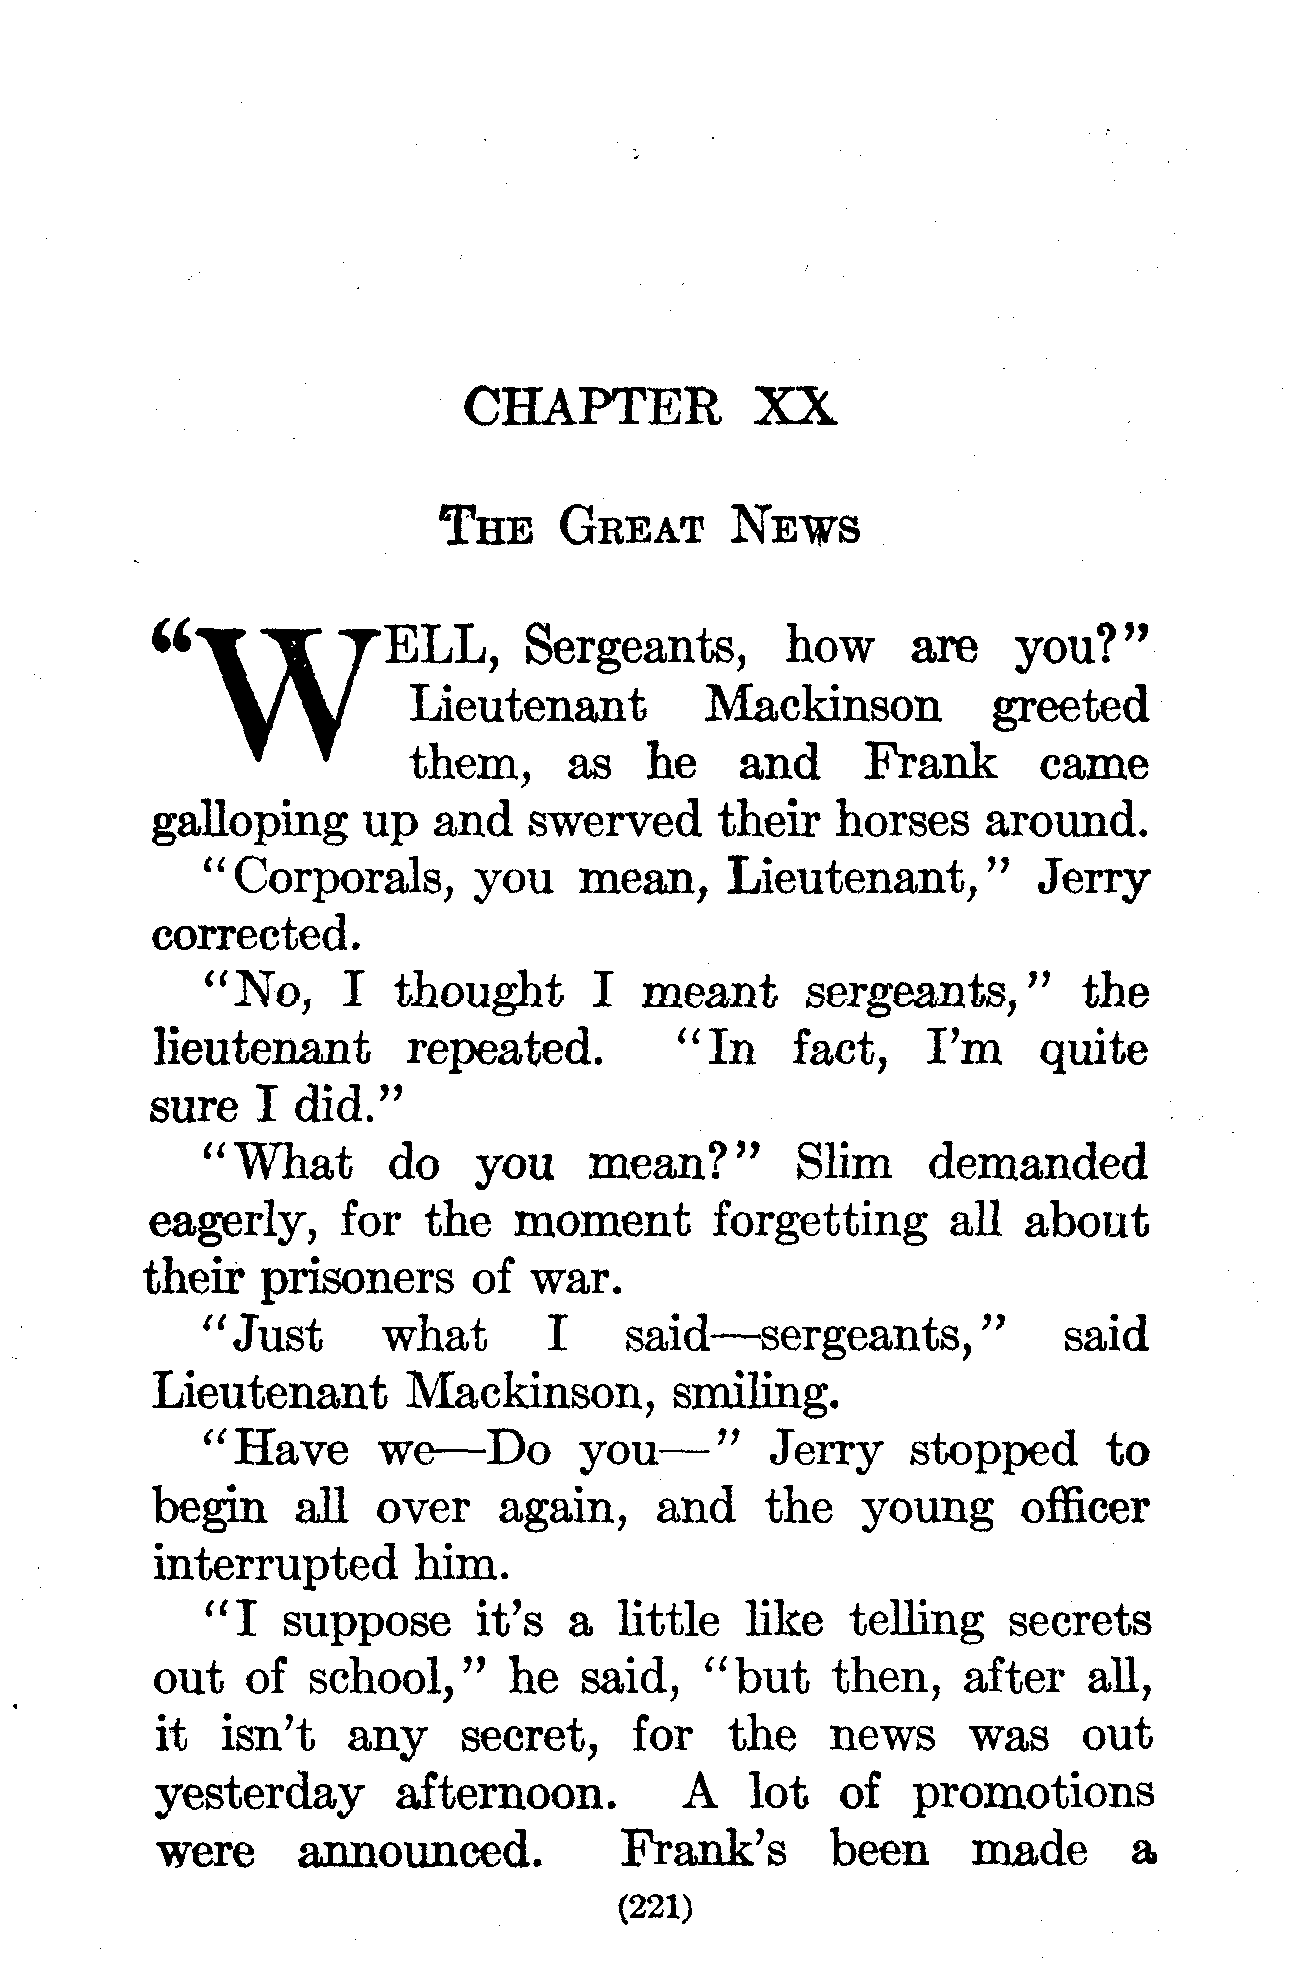 CHAPTER XX
The Great News
“WELL, Sergeants, how are you?”
Lieutenant Mackinson greeted
them, as he and Frank came
galloping up and swerved their horses around.
“Corporals, you mean, Lieutenant,” Jerry
corrected.
“No, I thought I meant sergeants,” the
lieutenant repeated. “In fact, I’m quite
sure I did.”
“What do you mean?” Slim demanded
eagerly, for the moment forgetting all about
their prisoners of war.
“Just what I said—sergeants,” said
Lieutenant Mackinson, smiling.
“Have we—Do you—” Jerry stopped to
begin all over again, and the young officer
interrupted him.
“I suppose it’s a little like telling secrets
out of school,” he said, “but then, after all,
it isn’t any secret, for the news was out
yesterday afternoon. A lot of promotions
were announced. Frank’s been made a
(221)